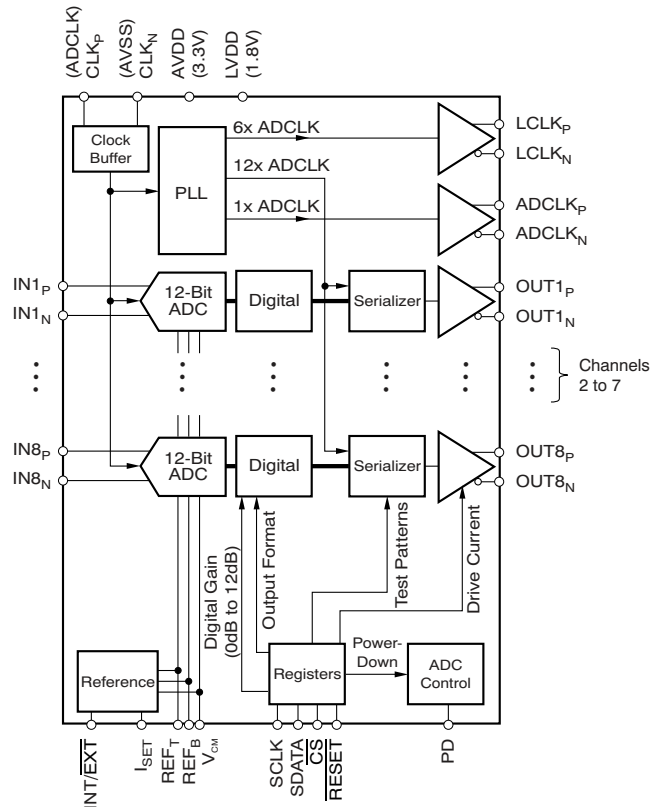 (ADCLK)
CLKP
(AVSS)
CLKN
AVDD
(3.3V)
LVDD
(1.8V)
Clock
Buffer
PLL
6x ADCLK
12x ADCLK
1x ADCLK
LCLKP
LCLKN
ADCLKP
ADCLKN
IN1P
IN1N
12-Bit
ADC
Digital
Serializer
OUT1P
OUT1N
Channels
2 to 7
IN8P
IN8N
12-Bit
ADC
Digital
Serializer
OUT8P
OUT8N
Digital Gain
(0dB to 12dB)
Output Format
Test Patterns
Drive Current
Reference
Registers
Power-
Down
ADC
Control
INT/EXT
ISET
REFT
REFB
VCM
SCLK
SDATA
CS
RESET
PD